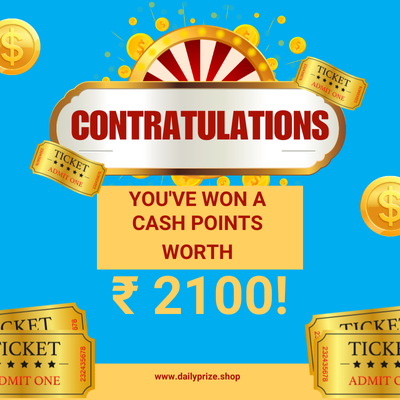 TICKET
ADMIT ONE
CONTRATULATIONS
TICKET
ADMIT ONE
YOU'VE WON A
CASH POINTS
WORTH
₹ 2100!
TICKET
978
TICKET
ADMIT ONE
232435678
TICKET
232435678
TICKET
ADMIT ONE
www.dailyprize.shop